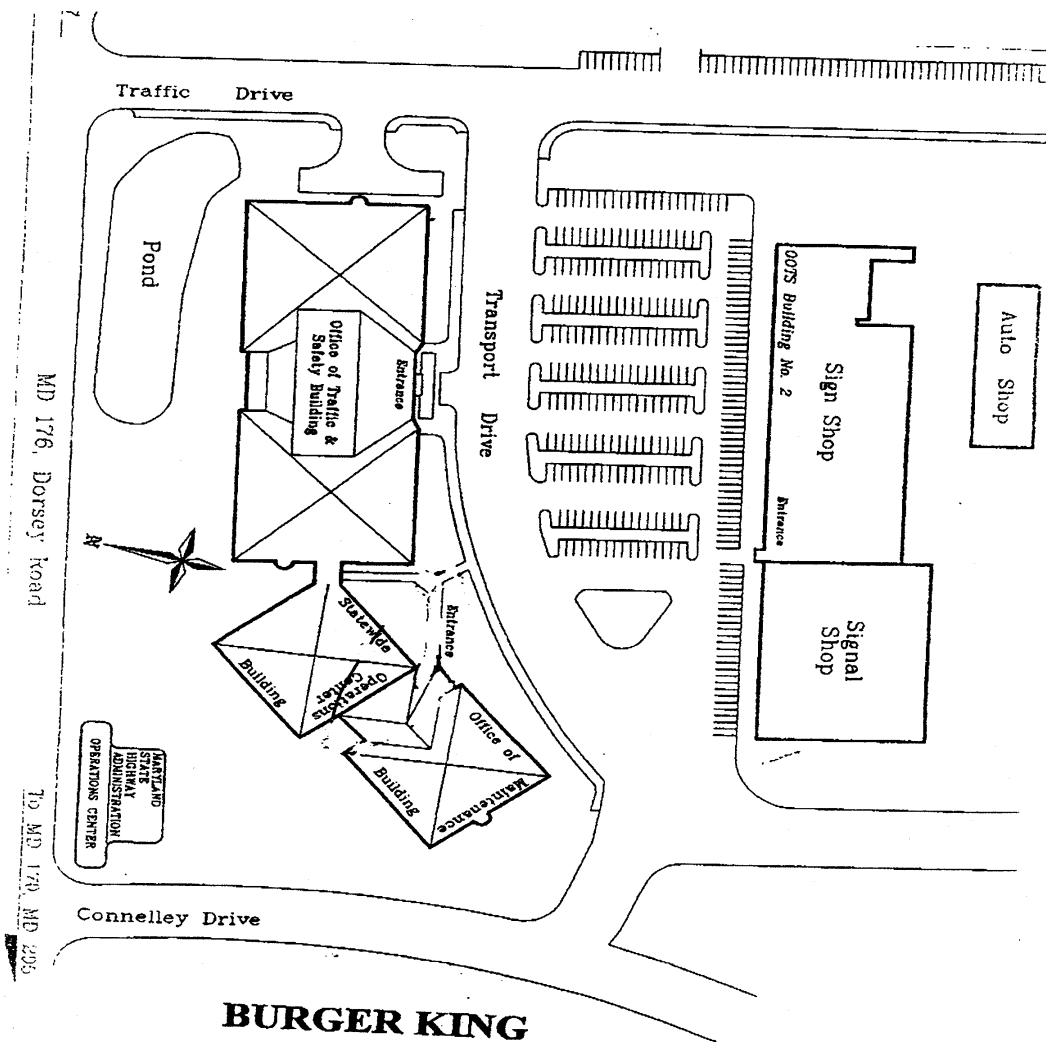 Traffic Drive
Pond
MD 176, Dorsey Road
To MD 170, MD 295
N
Office of Traffic &
Safety Building
Entrance
Transport Drive
OOTS Building No. 2
Sign Shop
Entrance
Auto Shop
Signal
Shop
Statewide
Operations
Center
Building
Entrance
Office of
Maintenance
Building
MARYLAND
STATE
HIGHWAY
ADMINISTRATION
OPERATIONS CENTER
Connelley Drive
BURGER KING